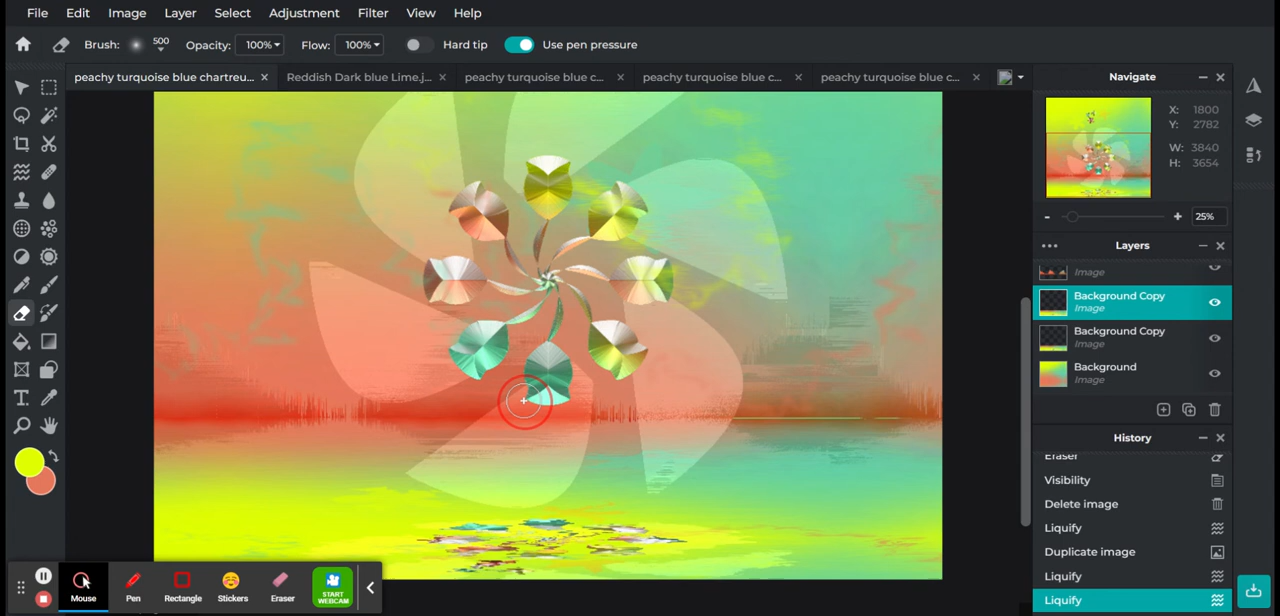 File Edit Image Layer Select Adjustment Filter View Help
Brush: 500 Opacity: 100% Flow: 100% Hard tip Use pen pressure
peachy turquoise blue chartreu... Reddish Dark blue Lime.j... peachy turquoise blue c... peachy turquoise blue c... peachy turquoise blue c...
Navigate
X: 1800
Y: 2782
W: 3840
H: 3654
- + 25%
Layers
Image
Background Copy
Image
Background Copy
Image
Background
Image
History
Eraser
Visibility
Delete image
Liquify
Duplicate image
Liquify
Liquify
Mouse Pen Rectangle Stickers Eraser START
WEBCAM